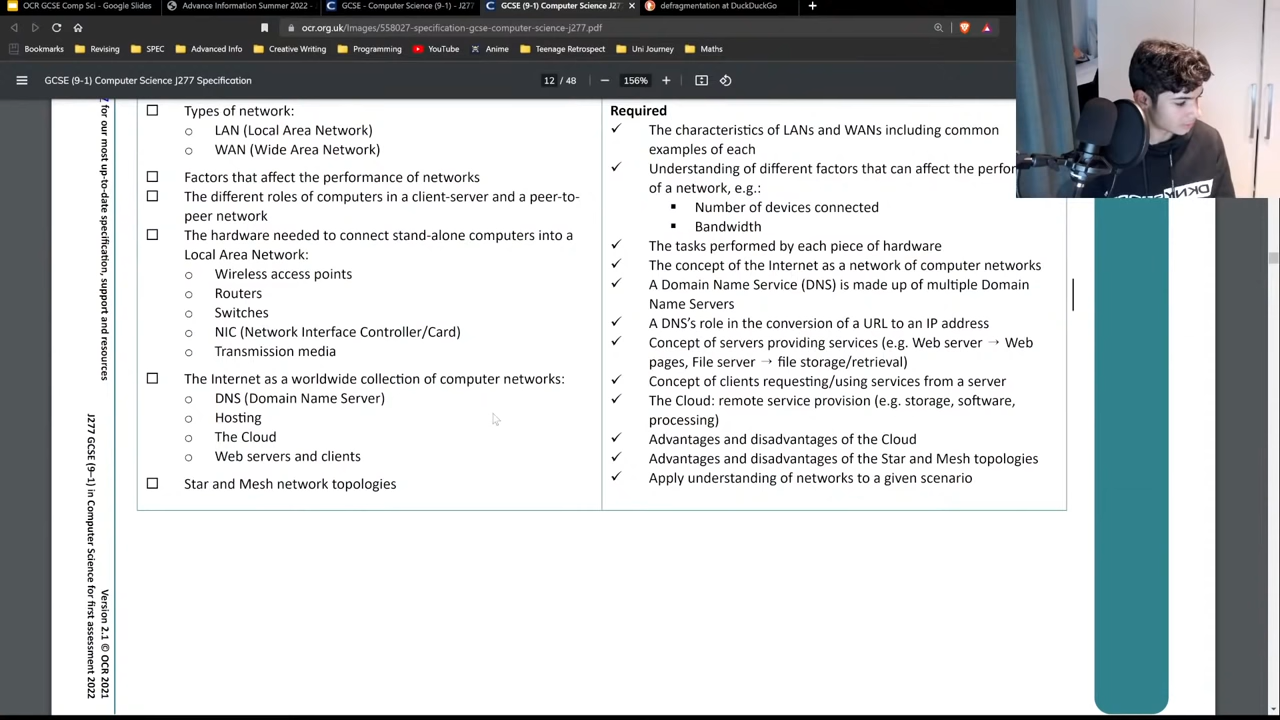 OCR GCSE Comp Sci - Google Slides
Advance Information Summer 2022 -
GCSE - Computer Science (9-1) - J277
GCSE (9-1) Computer Science J277
defragmentation at DuckDuckGo
ocr.org.uk/Images/558027-specification-gcse-computer-science-j277.pdf
Bookmarks
Revising
SPEC
Advanced Info
Creative Writing
Programming
YouTube
Anime
Teenage Retrospect
Uni Journey
Maths
GCSE (9-1) Computer Science J277 Specification
12 / 48
156%
Types of network:
LAN (Local Area Network)
WAN (Wide Area Network)
Factors that affect the performance of networks
The different roles of computers in a client-server and a peer-to-
peer network
The hardware needed to connect stand-alone computers into a
Local Area Network:
Wireless access points
Routers
Switches
NIC (Network Interface Controller/Card)
Transmission media
The Internet as a worldwide collection of computer networks:
DNS (Domain Name Server)
Hosting
The Cloud
Web servers and clients
Star and Mesh network topologies
Required
The characteristics of LANs and WANs including common
examples of each
Understanding of different factors that can affect the perfor
of a network, e.g.:
Number of devices connected
Bandwidth
The tasks performed by each piece of hardware
The concept of the Internet as a network of computer networks
A Domain Name Service (DNS) is made up of multiple Domain
Name Servers
A DNS's role in the conversion of a URL to an IP address
Concept of servers providing services (e.g. Web server → Web
pages, File server → file storage/retrieval)
Concept of clients requesting/using services from a server
The Cloud: remote service provision (e.g. storage, software,
processing)
Advantages and disadvantages of the Cloud
Advantages and disadvantages of the Star and Mesh topologies
Apply understanding of networks to a given scenario
for our most up-to-date specification, support and resources
Version 2.1 © OCR 2021
J277 GCSE (9–1) in Computer Science for first assessment 2022
DKNY